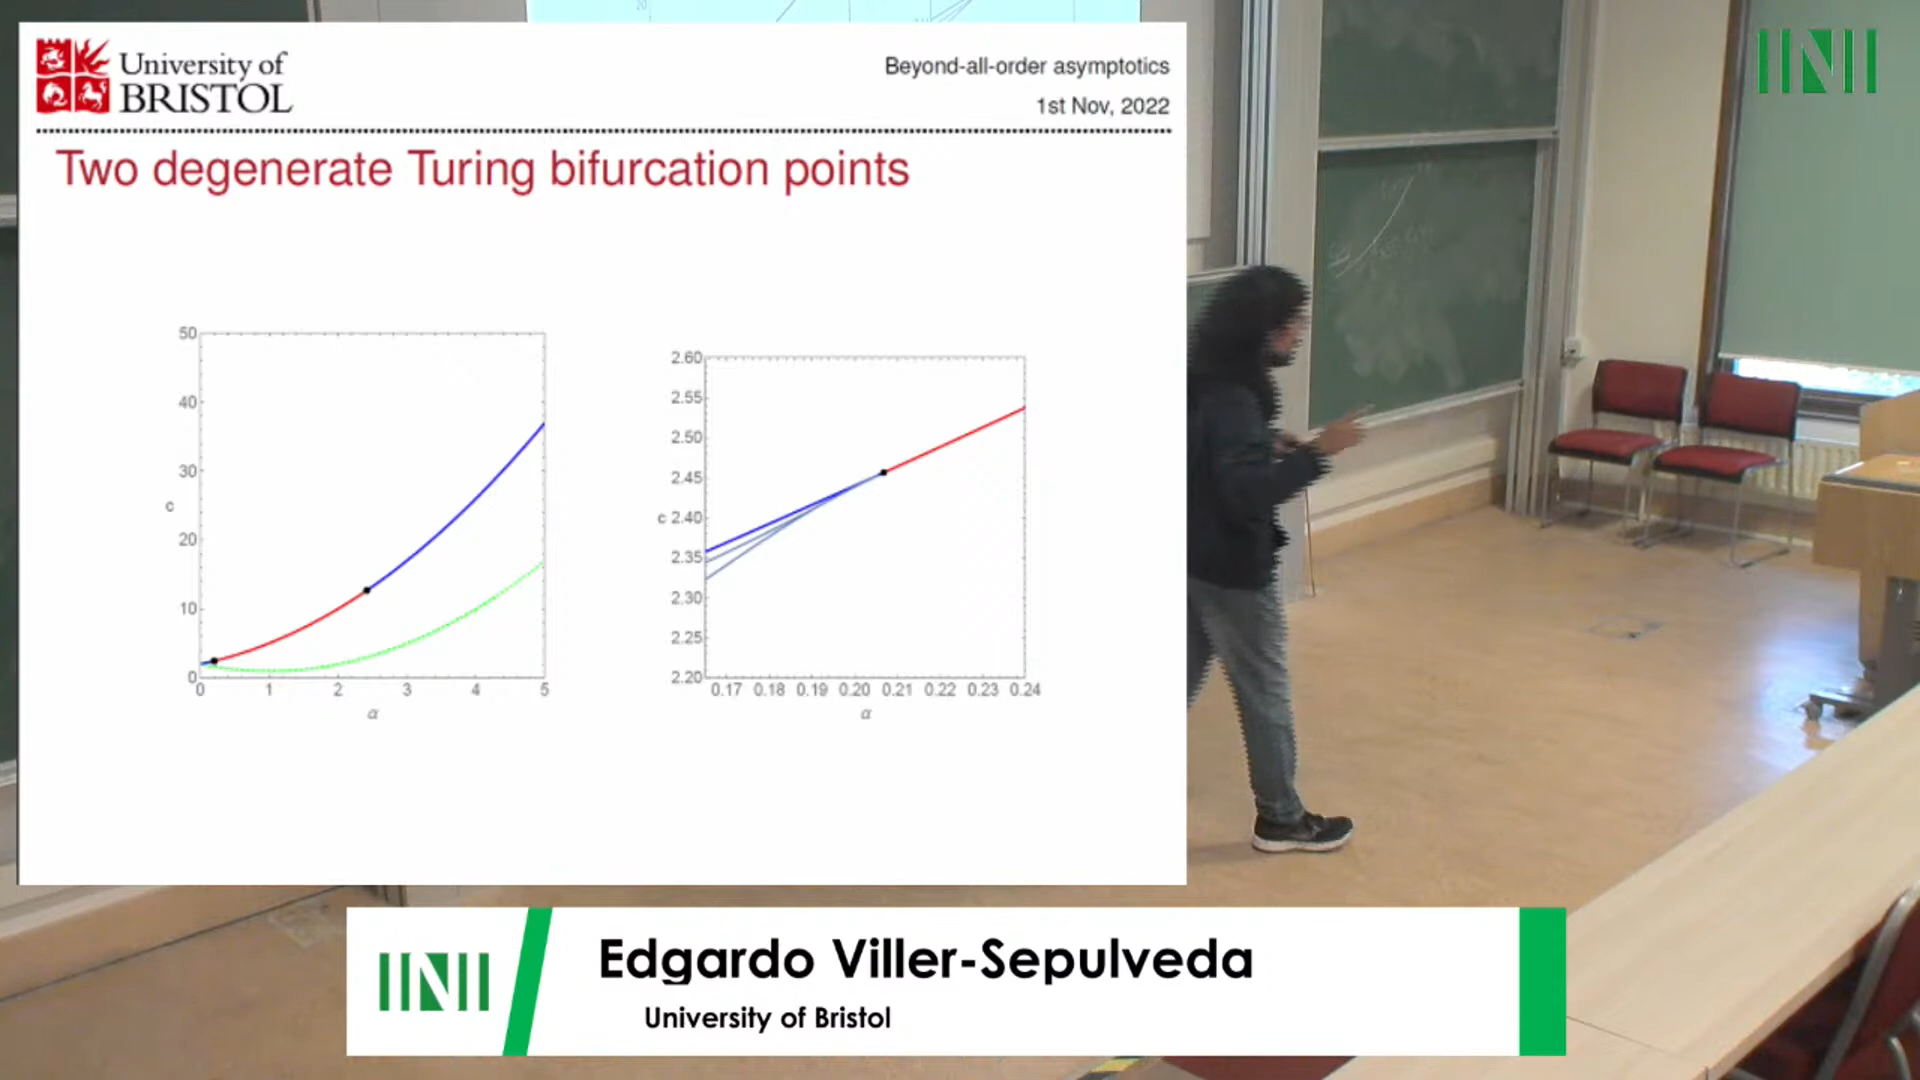 University of
BRISTOL
Beyond-all-order asymptotics
1st Nov, 2022
Two degenerate Turing bifurcation points
50
40
30
20
10
0
c
0 1 2 3 4 5
α
2.60
2.55
2.50
2.45
2.40
2.35
2.30
2.25
2.20
c
0.17 0.18 0.19 0.20 0.21 0.22 0.23 0.24
α
20
INI
INI
Edgardo Viller-Sepulveda
University of Bristol